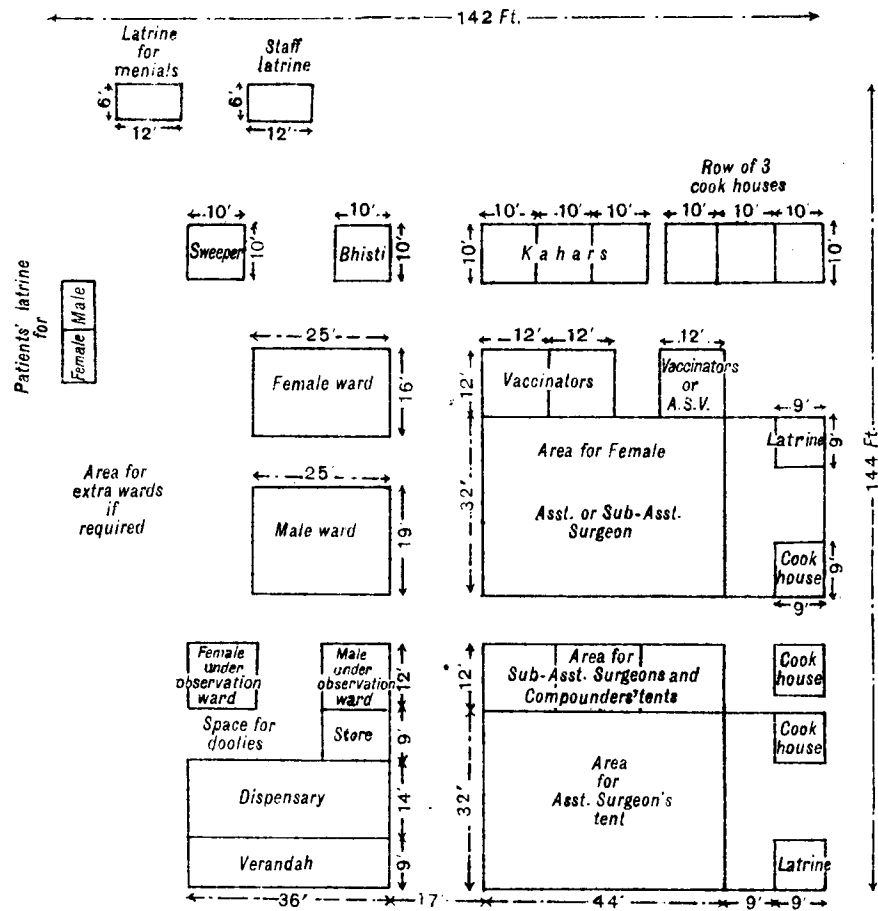 142 Ft.
Latrine
for
menials
Staff
latrine
6'
6'
12'
12'
Row of 3
cook houses
10'
10'
10'
10'
10'
10'
10'
10'
Sweeper
10'
Bhisti
10'
10'
Kahars
10'
Patients' latrine
for
Male
Female
25'
12'
12'
12'
Female ward
16'
12'
Vaccinators
Vaccinators
or
A.S.V.
9'
Area for Female
Latrine
9'
144 Ft.
Area for
extra wards
if
required
25'
32'
Male ward
19'
Asst. or Sub-Asst.
Surgeon
Cook
house
9'
9'
Female
under
observation
ward
Male
under
observation
ward
12'
12'
Area for
Sub-Asst. Surgeons and
Compounders' tents
Cook
house
Space for
doolies
Store
9'
Cook
house
Dispensary
14'
32'
Area
for
Asst. Surgeon's
tent
Verandah
9'
Latrine
36'
17'
44'
9'
9'